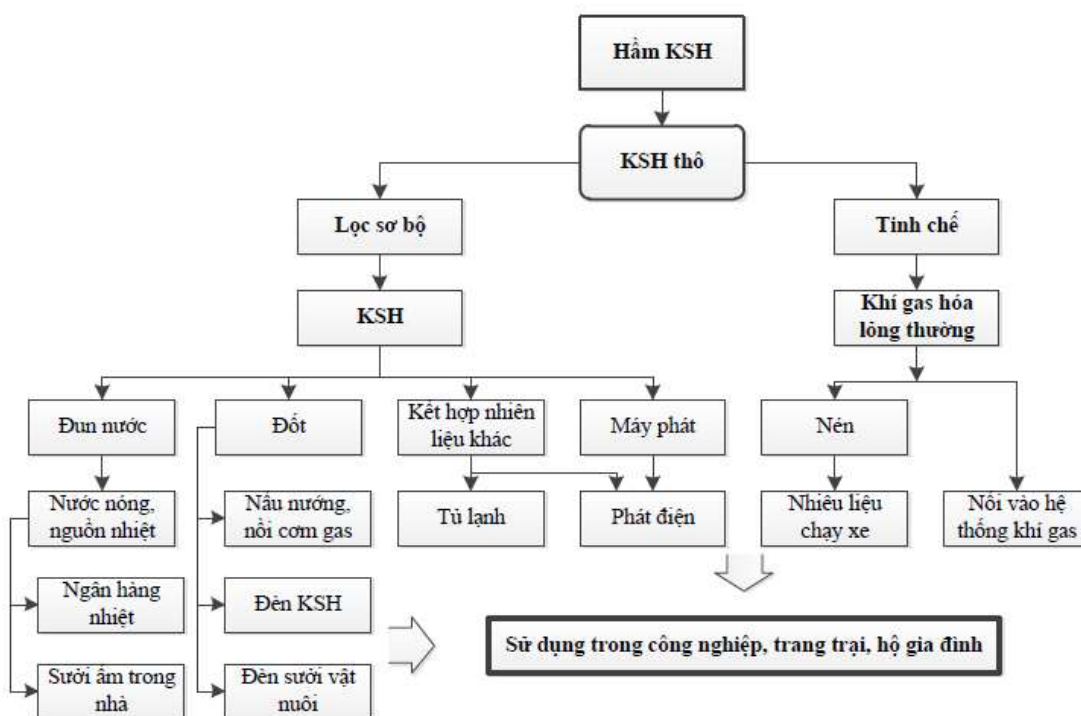 Hầm KSH
KSH thô
Lọc sơ bộ
Tinh chế
KSH
Khí gas hóa
lỏng thường
Đun nước
Đốt
Kết hợp nhiên
liệu khác
Máy phát
Nén
Nước nóng,
nguồn nhiệt
Nấu nướng,
nồi cơm gas
Tủ lạnh
Phát điện
Nhiêu liệu
chạy xe
Nối vào hệ
thống khí gas
Ngân hàng
nhiệt
Đèn KSH
Sử dụng trong công nghiệp, trang trại, hộ gia đình
Sưởi ấm trong
nhà
Đèn sưởi vật
nuôi